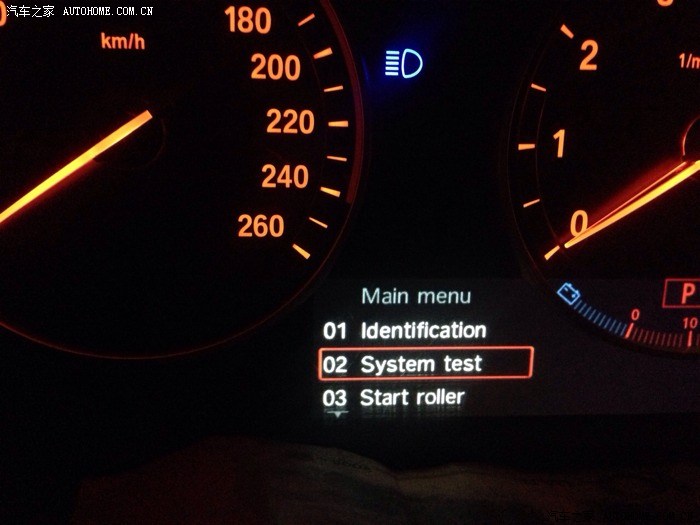 汽车之家 AUTOHOME.COM.CN
km/h
180
200
220
240
260
2
1
0
1/m
P
0
10
Main menu
01 Identification
02 System test
03 Start roller